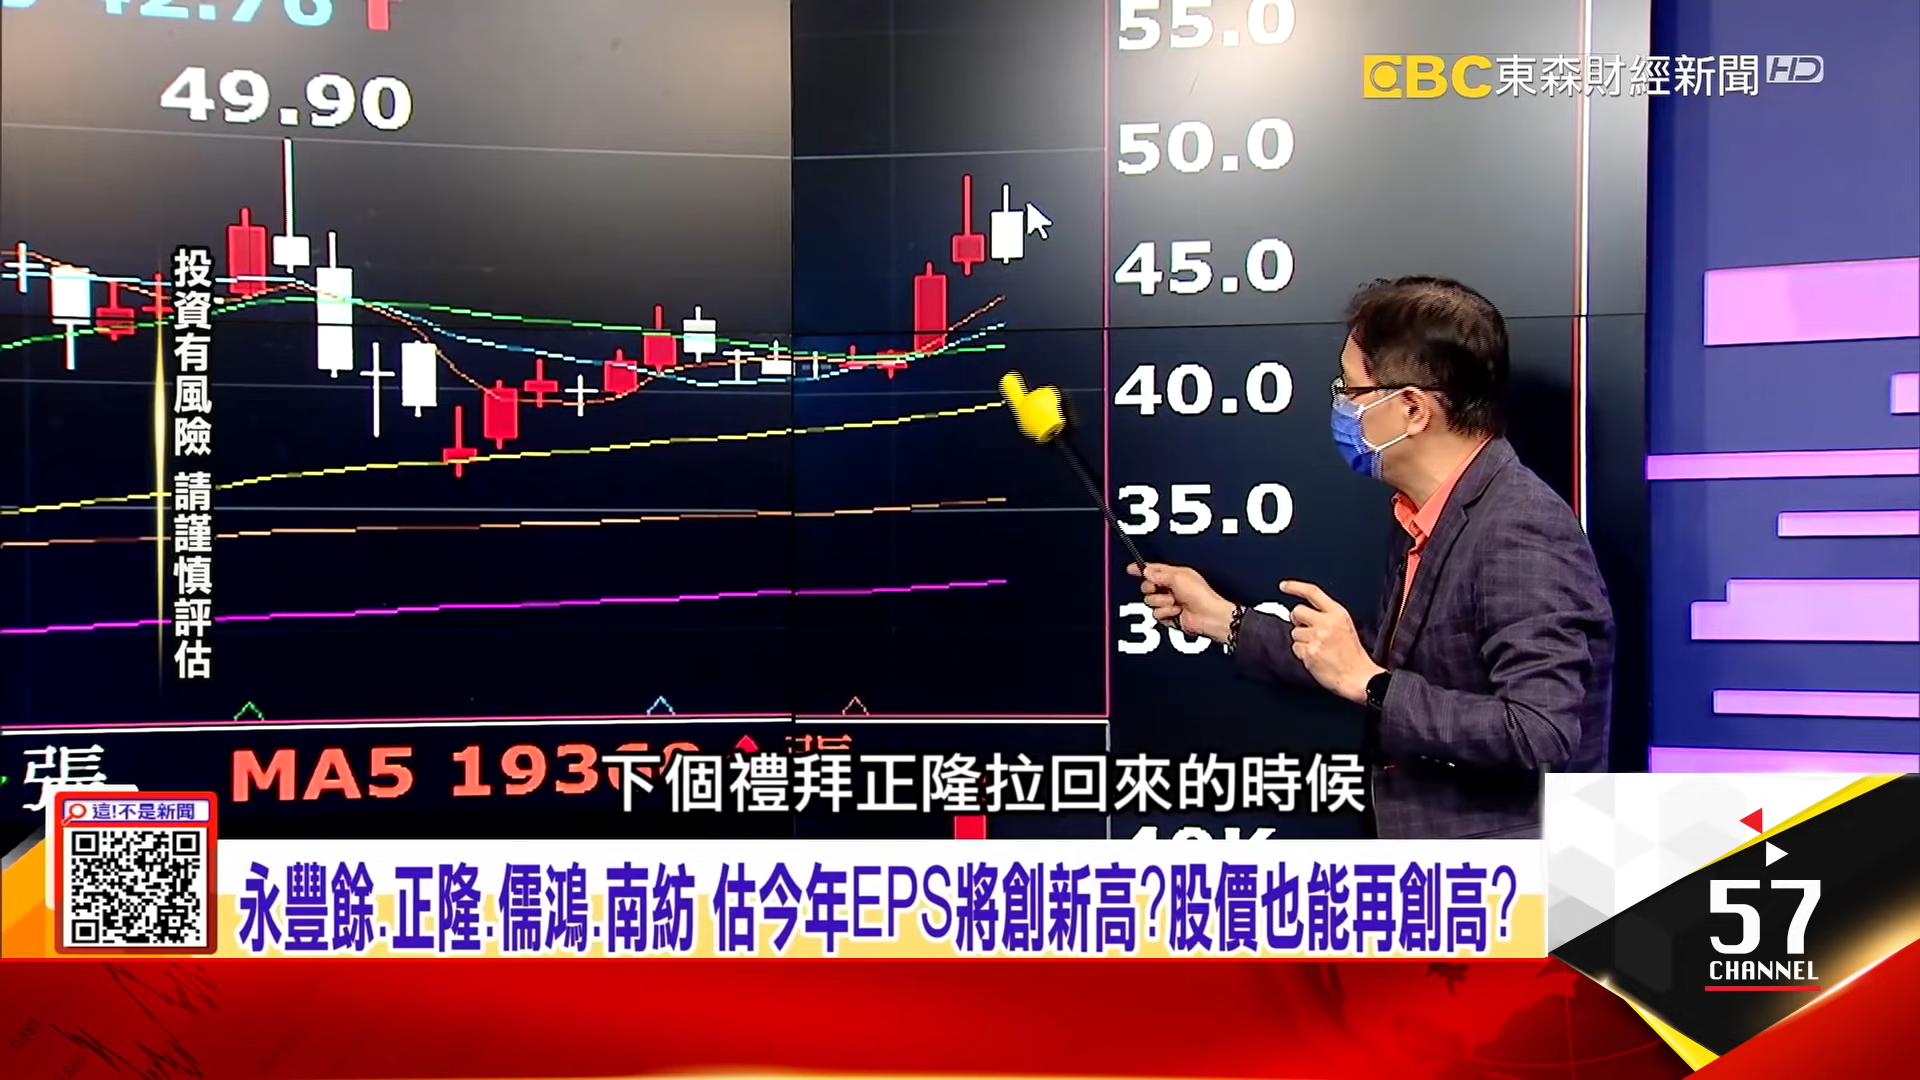 42.76
49.90
55.0
EBC東森財經新聞HD
50.0
45.0
40.0
35.0
投資有風險 請謹慎評估
張
MA5
下個禮拜正隆拉回來的時候
這!不是新聞
永豐餘.正隆.儒鴻.南紡 估今年EPS將創新高?股價也能再創高?
57
CHANNEL